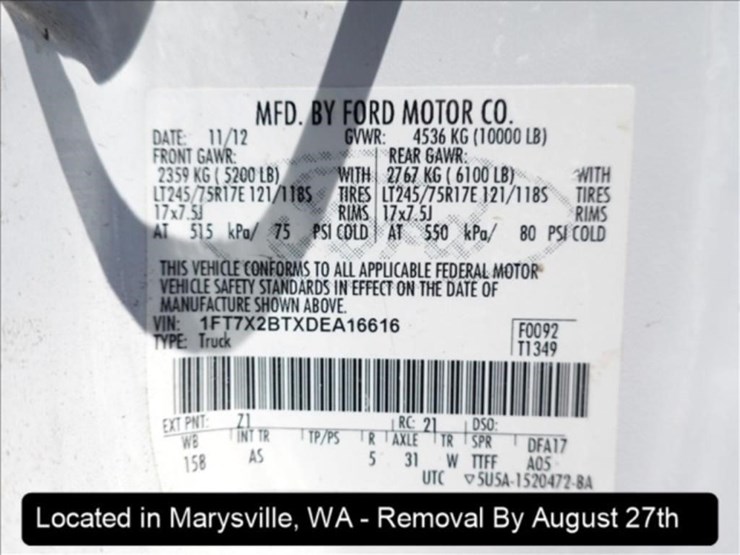 MFD. BY FORD MOTOR CO.
DATE: 11/12 GVWR: 4536 KG (10000 LB)
FRONT GAWR: REAR GAWR:
2359 KG ( 5200 LB) WITH 2767 KG ( 6100 LB) WITH
LT245/75R17E 121/118S TIRES LT245/75R17E 121/118S TIRES
17x7.5J RIMS 17x7.5J RIMS
AT 515 kPa/ 75 PSI COLD AT 550 kPa/ 80 PSI COLD
THIS VEHICLE CONFORMS TO ALL APPLICABLE FEDERAL MOTOR
VEHICLE SAFETY STANDARDS IN EFFECT ON THE DATE OF
MANUFACTURE SHOWN ABOVE.
VIN: 1FT7X2BTXDEA16616 F0092
TYPE: Truck T1349
EXT PNT: Z1 RC: 21 DSO:
WB INT TR TP/PS R AXLE TR SPR DFA17
158 AS 5 31 W TTFF A05
UTC ▽5U5A-1520472-BA
Located in Marysville, WA - Removal By August 27th